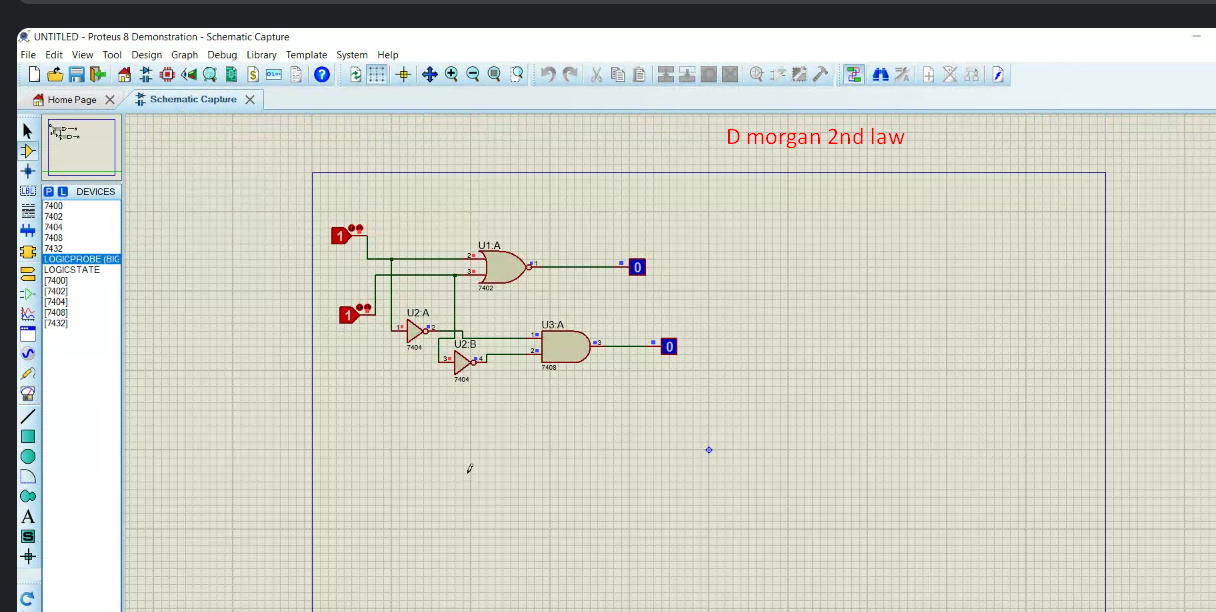 UNTITLED - Proteus 8 Demonstration - Schematic Capture
File Edit View Tool Design Graph Debug Library Template System Help
Home Page Schematic Capture
D morgan 2nd law
P L DEVICES
7400
7402
7404
7408
7432
LOGICPROBE (BIG
LOGICSTATE
[7400]
[7402]
[7404]
[7408]
[7432]
1
U1:A
2
3
1
7402
0
1
U2:A
1
2
7404
U2:B
3
4
7404
U3:A
1
2
3
7408
0
LBL
A
S